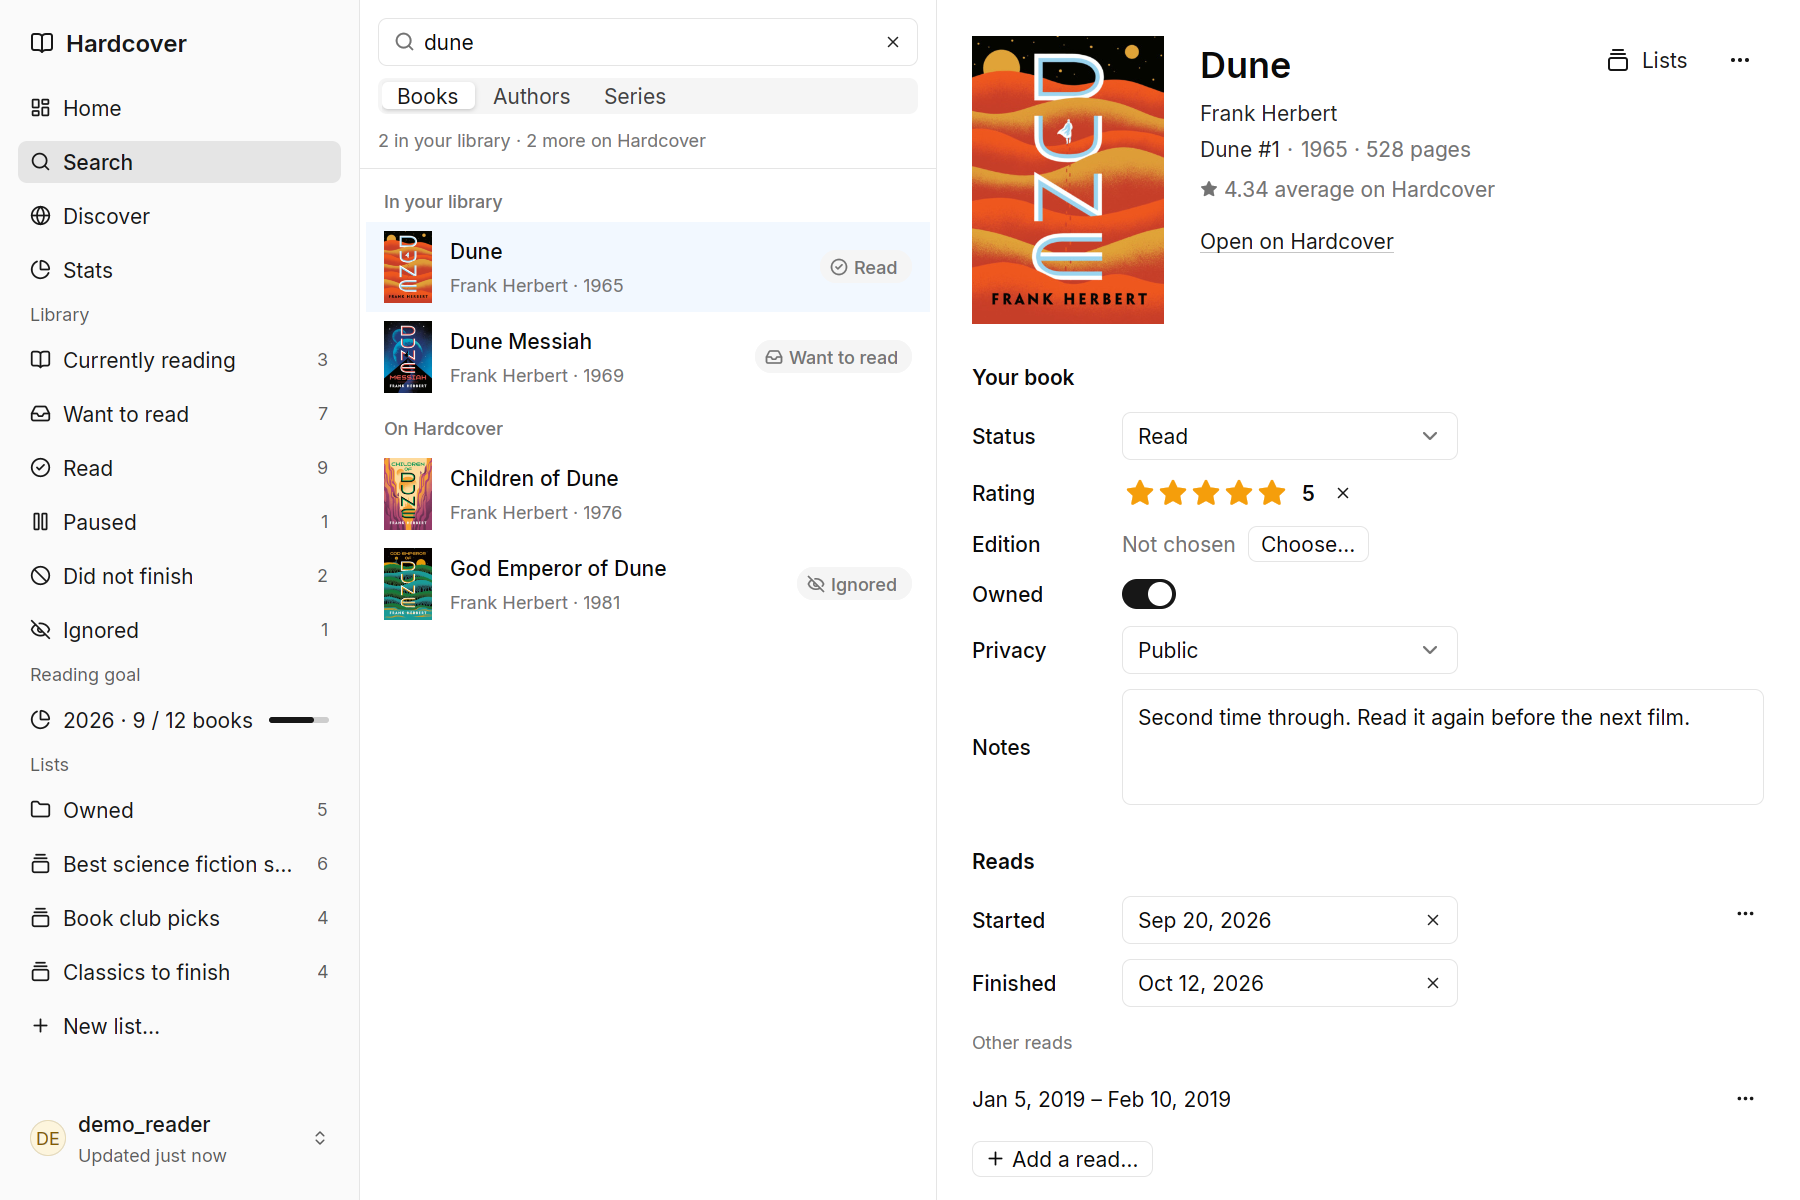 Hardcover
Home
Search
Discover
Stats
Library
Currently reading 3
Want to read 7
Read 9
Paused 1
Did not finish 2
Ignored 1
Reading goal
2026 · 9 / 12 books
Lists
Owned 5
Best science fiction s... 6
Book club picks 4
Classics to finish 4
New list...
DE
demo_reader
Updated just now
dune
Books Authors Series
2 in your library · 2 more on Hardcover
In your library
Dune
Frank Herbert · 1965
Read
Dune Messiah
Frank Herbert · 1969
Want to read
On Hardcover
Children of Dune
Frank Herbert · 1976
God Emperor of Dune
Frank Herbert · 1981
Ignored
DUNE
FRANK HERBERT
Dune
Lists
Frank Herbert
Dune #1 · 1965 · 528 pages
4.34 average on Hardcover
Open on Hardcover
Your book
Status Read
Rating 5
Edition Not chosen Choose...
Owned
Privacy Public
Notes Second time through. Read it again before the next film.
Reads
Started Sep 20, 2026
Finished Oct 12, 2026
Other reads
Jan 5, 2019 – Feb 10, 2019
Add a read...